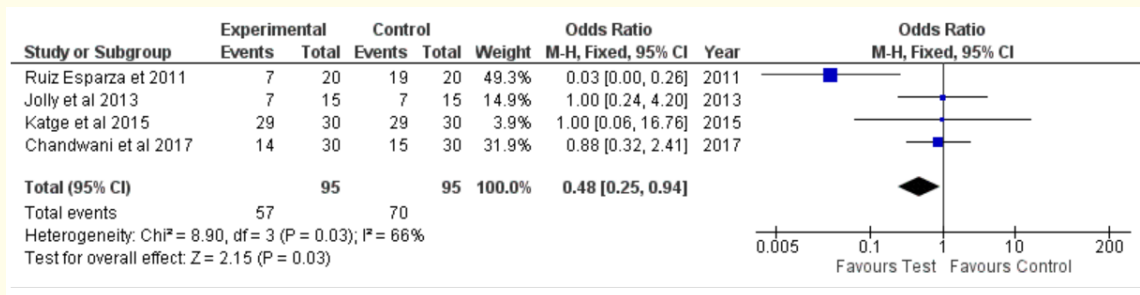 Experimental Control Odds Ratio Odds Ratio
Study or Subgroup Events Total Events Total Weight M-H, Fixed, 95% CI Year M-H, Fixed, 95% CI
Ruiz Esparza et 2011 7 20 19 20 49.3% 0.03 [0.00, 0.26] 2011
Jolly et al 2013 7 15 7 15 14.9% 1.00 [0.24, 4.20] 2013
Katge et al 2015 29 30 29 30 3.9% 1.00 [0.06, 16.76] 2015
Chandwani et al 2017 14 30 15 30 31.9% 0.88 [0.32, 2.41] 2017
Total (95% CI) 95 95 100.0% 0.48 [0.25, 0.94]
Total events 57 70
Heterogeneity: Chi² = 8.90, df = 3 (P = 0.03); I² = 66%
Test for overall effect: Z = 2.15 (P = 0.03)
0.005 0.1 1 10 200
Favours Test Favours Control